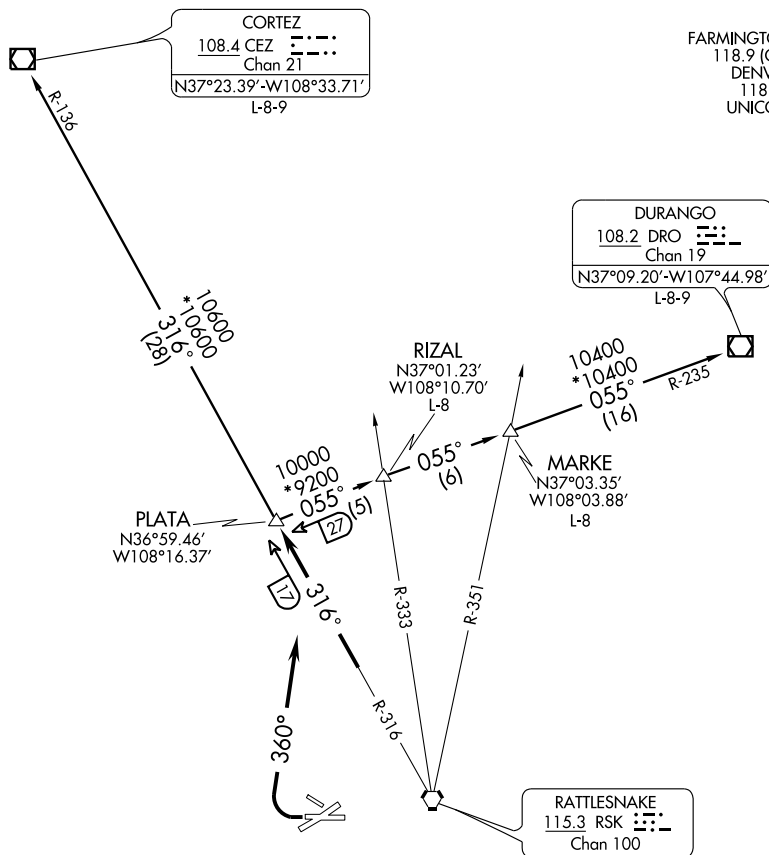 CORTEZ
108.4 CEZ
Chan 21
N37°23.39'-W108°33.71'
L-8-9
FARMINGTO
118.9 (C
DENV
118
UNICO
R-136
DURANGO
108.2 DRO
Chan 19
N37°09.20'-W107°44.98'
L-8-9
10600
*10600
316°
(28)
RIZAL
N37°01.23'
W108°10.70'
L-8
10400
*10400
055°
(16)
R-235
10000
*9200
055°
(5)
055°
(6)
MARKE
N37°03.35'
W108°03.88'
L-8
PLATA
N36°59.46'
W108°16.37'
27
17
316°
R-333
R-351
360°
R-316
RATTLESNAKE
115.3 RSK
Chan 100